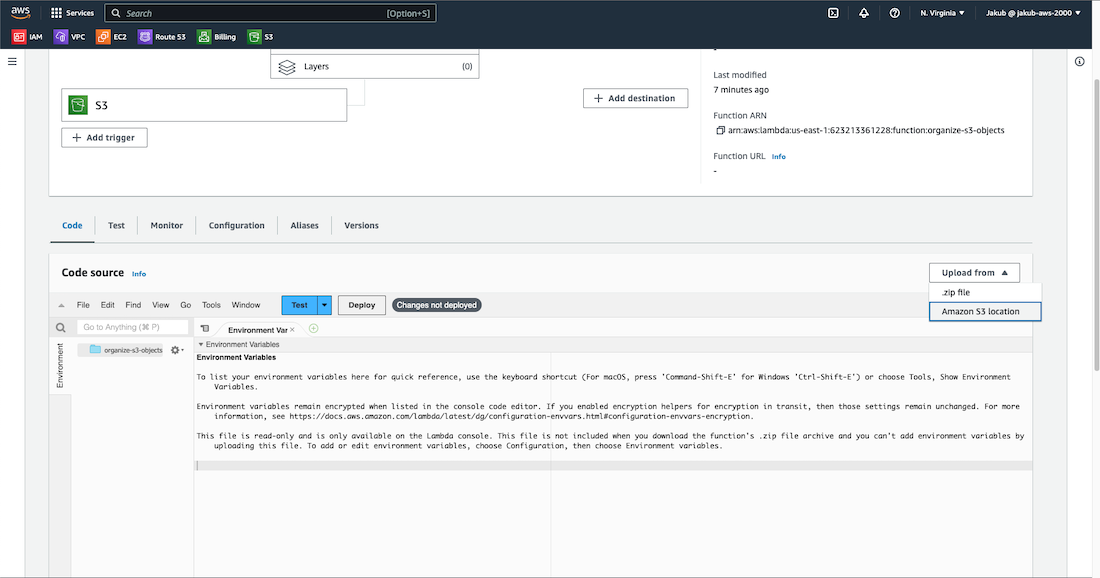 aws
Services
Search
[Option+S]
N. Virginia
Jakub @ jakub-aws-2000
IAM
VPC
EC2
Route 53
Billing
S3
Layers
(0)
S3
Add trigger
Add destination
Last modified
7 minutes ago
Function ARN
arn:aws:lambda:us-east-1:623213361228:function:organize-s3-objects
Function URL Info
-
Code
Test
Monitor
Configuration
Aliases
Versions
Code source Info
Upload from
.zip file
Amazon S3 location
File
Edit
Find
View
Go
Tools
Window
Test
Deploy
Changes not deployed
Go to Anything (⌘ P)
Environment Var
Environment
organize-s3-objects
Environment Variables
Environment Variables
To list your environment variables here for quick reference, use the keyboard shortcut (For macOS, press 'Command-Shift-E' for Windows 'Ctrl-Shift-E') or choose Tools, Show Environment
Variables.
Environment variables remain encrypted when listed in the console code editor. If you enabled encryption helpers for encryption in transit, then those settings remain unchanged. For more
information, see https://docs.aws.amazon.com/lambda/latest/dg/configuration-envvars.html#configuration-envvars-encryption.
This file is read-only and is only available on the Lambda console. This file is not included when you download the function's .zip file archive and you can't add environment variables by
uploading this file. To add or edit environment variables, choose Configuration, then choose Environment variables.